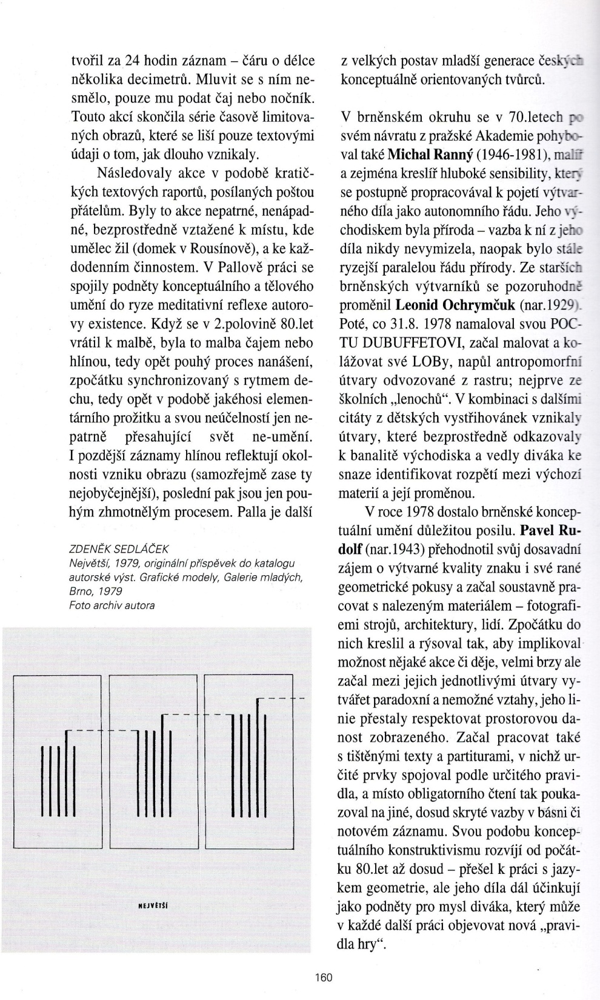 tvořil za 24 hodin záznam – čáru o délce
několika decimetrů. Mluvit se s ním ne-
smělo, pouze mu podat čaj nebo nočník.
Touto akcí skončila série časově limitova-
ných obrazů, které se liší pouze textovými
údaji o tom, jak dlouho vznikaly.
Následovaly akce v podobě kratič-
kých textových raportů, posílaných poštou
přátelům. Byly to akce nepatrné, nenápad-
né, bezprostředně vztažené k místu, kde
umělec žil (domek v Rousínově), a ke kaž-
dodenním činnostem. V Pallově práci se
spojily podněty konceptuálního a tělového
umění do ryze meditativní reflexe autoro-
vy existence. Když se v 2.polovině 80.let
vrátil k malbě, byla to malba čajem nebo
hlínou, tedy opět pouhý proces nanášení,
zpočátku synchronizovaný s rytmem de-
chu, tedy opět v podobě jakéhosi elemen-
tárního prožitku a svou neúčelností jen ne-
patrně přesahující svět ne-umění.
I pozdější záznamy hlínou reflektují okol-
nosti vzniku obrazu (samozřejmě zase ty
nejobyčejnější), poslední pak jsou jen pou-
hým zhmotnělým procesem. Palla je další
ZDENĚK SEDLÁČEK
Největší, 1979, originální příspěvek do katalogu
autorské výst. Grafické modely, Galerie mladých,
Brno, 1979
Foto archiv autora
NEJVĚTŠÍ
z velkých postav mladší generace českých
konceptuálně orientovaných tvůrců.
V brněnském okruhu se v 70.letech po
svém návratu z pražské Akademie pohybo-
val také Michal Ranný (1946-1981), malíř
a zejména kreslíř hluboké sensibility, který
se postupně propracovával k pojetí výtvar-
ného díla jako autonomního řádu. Jeho vý-
chodiskem byla příroda – vazba k ní z jeho
díla nikdy nevymizela, naopak bylo stále
ryzejší paralelou řádu přírody. Ze starších
brněnských výtvarníků se pozoruhodně
proměnil Leonid Ochrymčuk (nar.1929).
Poté, co 31.8. 1978 namaloval svou POC-
TU DUBUFFETOVI, začal malovat a ko-
lážovat své LOBy, napůl antropomorfní
útvary odvozované z rastru; nejprve ze
školních „lenochů“. V kombinaci s dalšími
citáty z dětských vystřihovánek vznikaly
útvary, které bezprostředně odkazovaly
k banalitě východiska a vedly diváka ke
snaze identifikovat rozpětí mezi výchozí
materií a její proměnou.
V roce 1978 dostalo brněnské koncep-
tuální umění důležitou posilu. Pavel Ru-
dolf (nar.1943) přehodnotil svůj dosavadní
zájem o výtvarné kvality znaku i své rané
geometrické pokusy a začal soustavně pra-
covat s nalezeným materiálem – fotografi-
emi strojů, architektury, lidí. Zpočátku do
nich kreslil a rýsoval tak, aby implikoval
možnost nějaké akce či děje, velmi brzy ale
začal mezi jejich jednotlivými útvary vy-
tvářet paradoxní a nemožné vztahy, jeho li-
nie přestaly respektovat prostorovou da-
nost zobrazeného. Začal pracovat také
s tištěnými texty a partiturami, v nichž ur-
čité prvky spojoval podle určitého pravi-
dla, a místo obligatorního čtení tak pouka-
zoval na jiné, dosud skryté vazby v básni či
notovém záznamu. Svou podobu koncep-
tuálního konstruktivismu rozvíjí od počát-
ku 80.let až dosud – přešel k práci s jazy-
kem geometrie, ale jeho díla dál účinkují
jako podněty pro mysl diváka, který může
v každé další práci objevovat nová „pravi-
dla hry“.
160